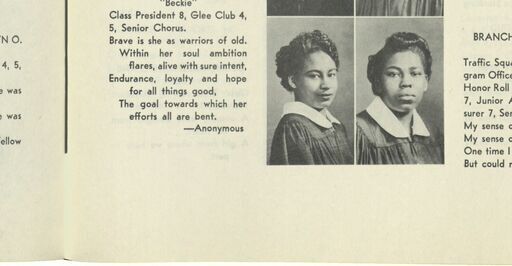 "Beckie"
Class President 8, Glee Club 4,
5, Senior Chorus.
Brave is she as warriors of old.
Within her soul ambition
flares, alive with sure intent,
Endurance, loyalty and hope
for all things good,
The goal towards which her
efforts all are bent.
—Anonymous
N O.
4, 5,
e was
e was
ellow
BRANCH
Traffic Squa
gram Office
Honor Roll
7, Junior A
surer 7, Sen
My sense o
My sense o
One time I
But could n